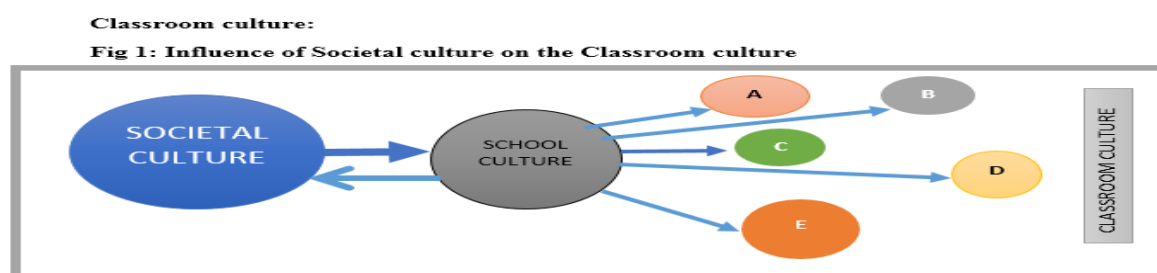 Classroom culture:
Fig 1: Influence of Societal culture on the Classroom culture
SOCIETAL
CULTURE
SCHOOL
CULTURE
A
B
C
D
E
CLASSROOM CULTURE